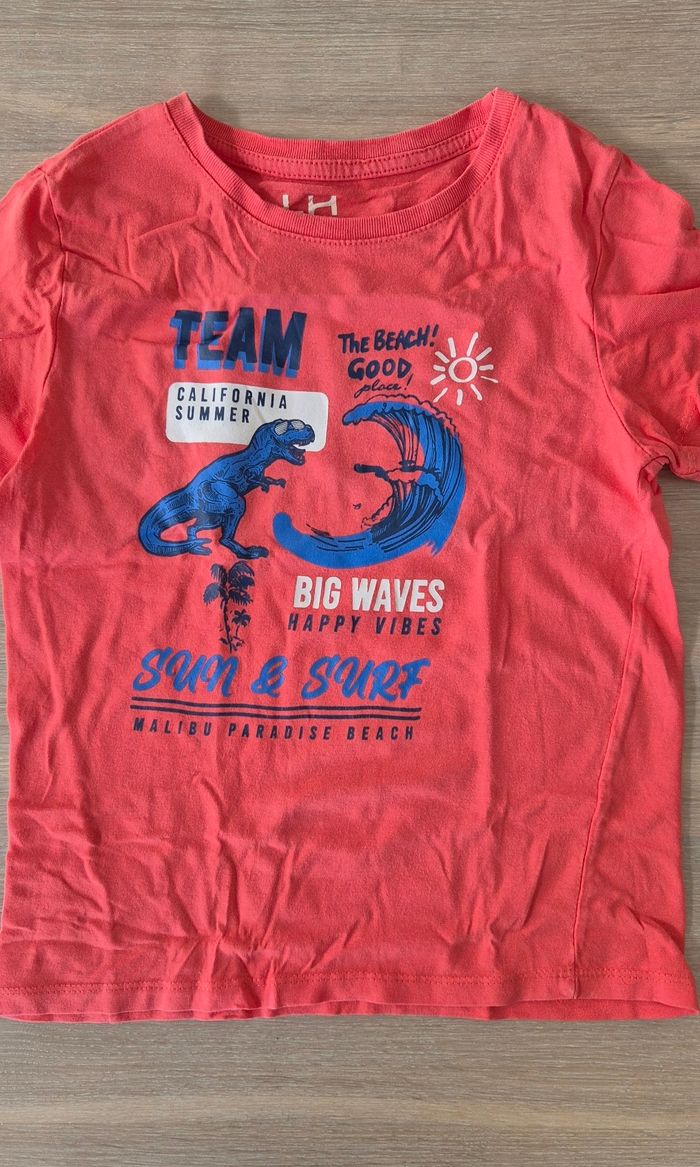 TEAM
The BEACH!
GOOD
place!
CALIFORNIA
SUMMER
BIG WAVES
HAPPY VIBES
SUN & SURF
MALIBU PARADISE BEACH